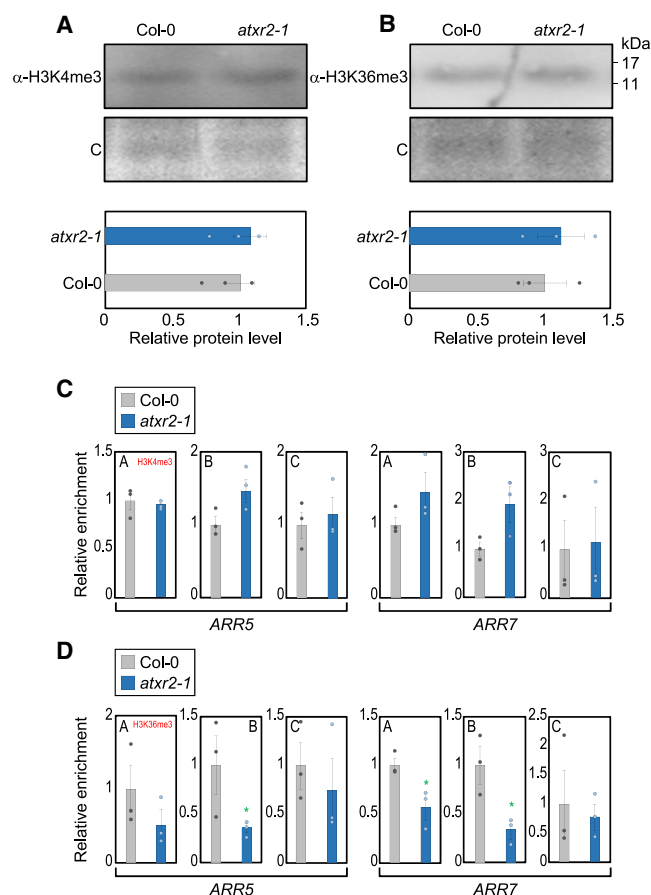 A
Col-0 atxr2-1
α-H3K4me3
C
atxr2-1
Col-0
0 0.5 1 1.5
Relative protein level
B
Col-0 atxr2-1 kDa
α-H3K36me3
17
11
C
atxr2-1
Col-0
0 0.5 1 1.5
Relative protein level
C
Col-0
atxr2-1
Relative enrichment
A H3K4me3
1.5
1
0.5
0
B
2
1
0
C
2
1
0
ARR5
A
2
1
0
B
3
2
1
0
C
3
2
1
0
ARR7
D
Col-0
atxr2-1
Relative enrichment
A H3K36me3
2
1
0
B
1.5
1
0.5
0
*
C
1.5
1
0.5
0
ARR5
A
1.5
1
0.5
0
*
B
1.5
1
0.5
0
*
C
2.5
2
1.5
1
0.5
0
ARR7